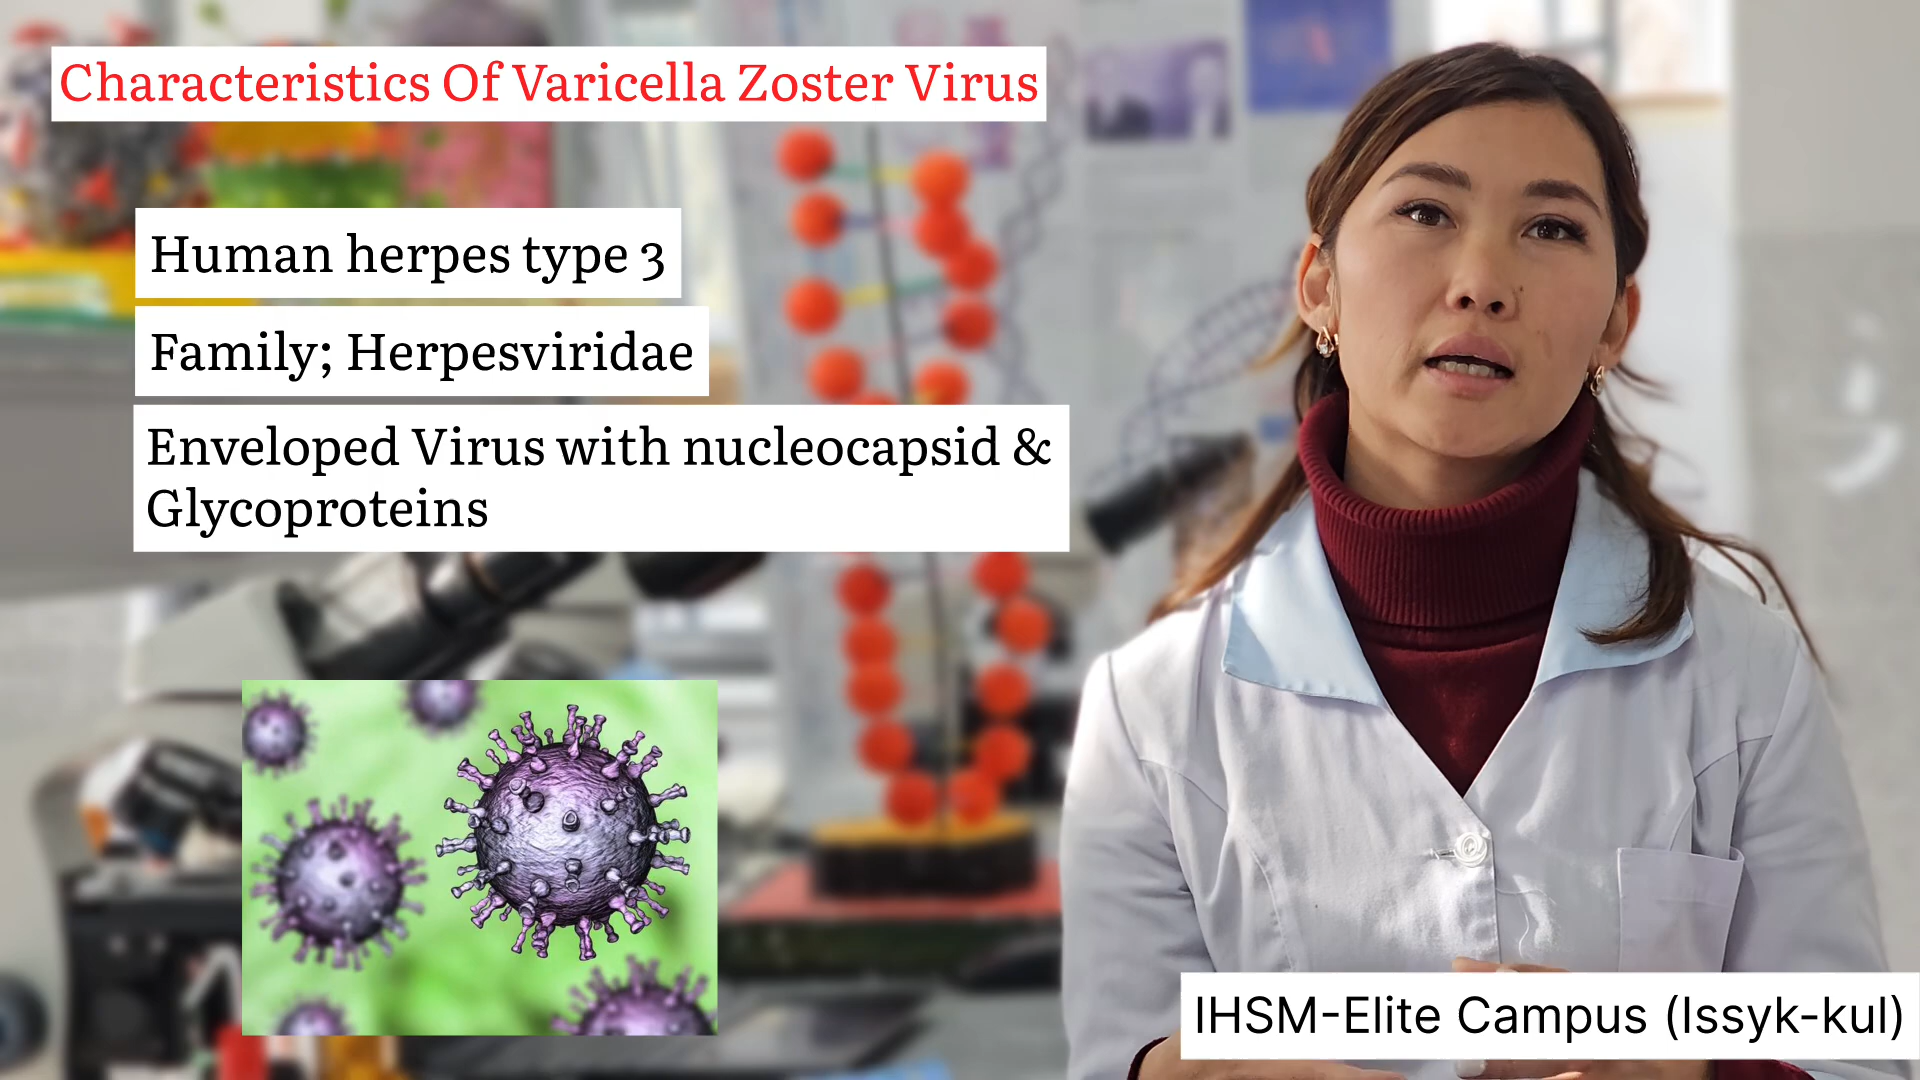 Characteristics Of Varicella Zoster Virus
Human herpes type 3
Family; Herpesviridae
Enveloped Virus with nucleocapsid &
Glycoproteins
IHSM-Elite Campus (Issyk-kul)